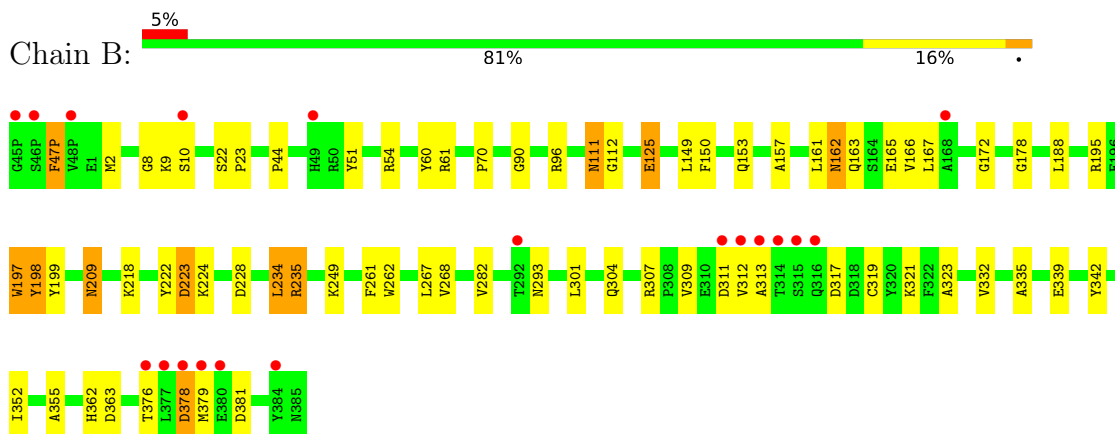 5%
Chain B:
81% 16% •
G45P S46P F47P V48P E1 M2 G8 K9 S10 S22 P23 P44 H49 R50 Y51 R54 Y60 R61 P70 G90 R96 N111 G112 E125 L149 F150 Q153 A157 L161 N162 Q163 S164 E165 V166 L167 A168 G172 G178 L188 R195 E196
W197 Y198 Y199 N209 K218 Y222 D223 K224 D228 L234 R235 K249 F261 W262 L267 V268 V282 T292 N293 L301 Q304 R307 P308 V309 E310 D311 V312 A313 T314 S315 Q316 D317 D318 C319 Y320 K321 F322 A323 V332 A335 E339 Y342
I352 A355 H362 D363 T376 L377 D378 M379 E380 D381 Y384 N385